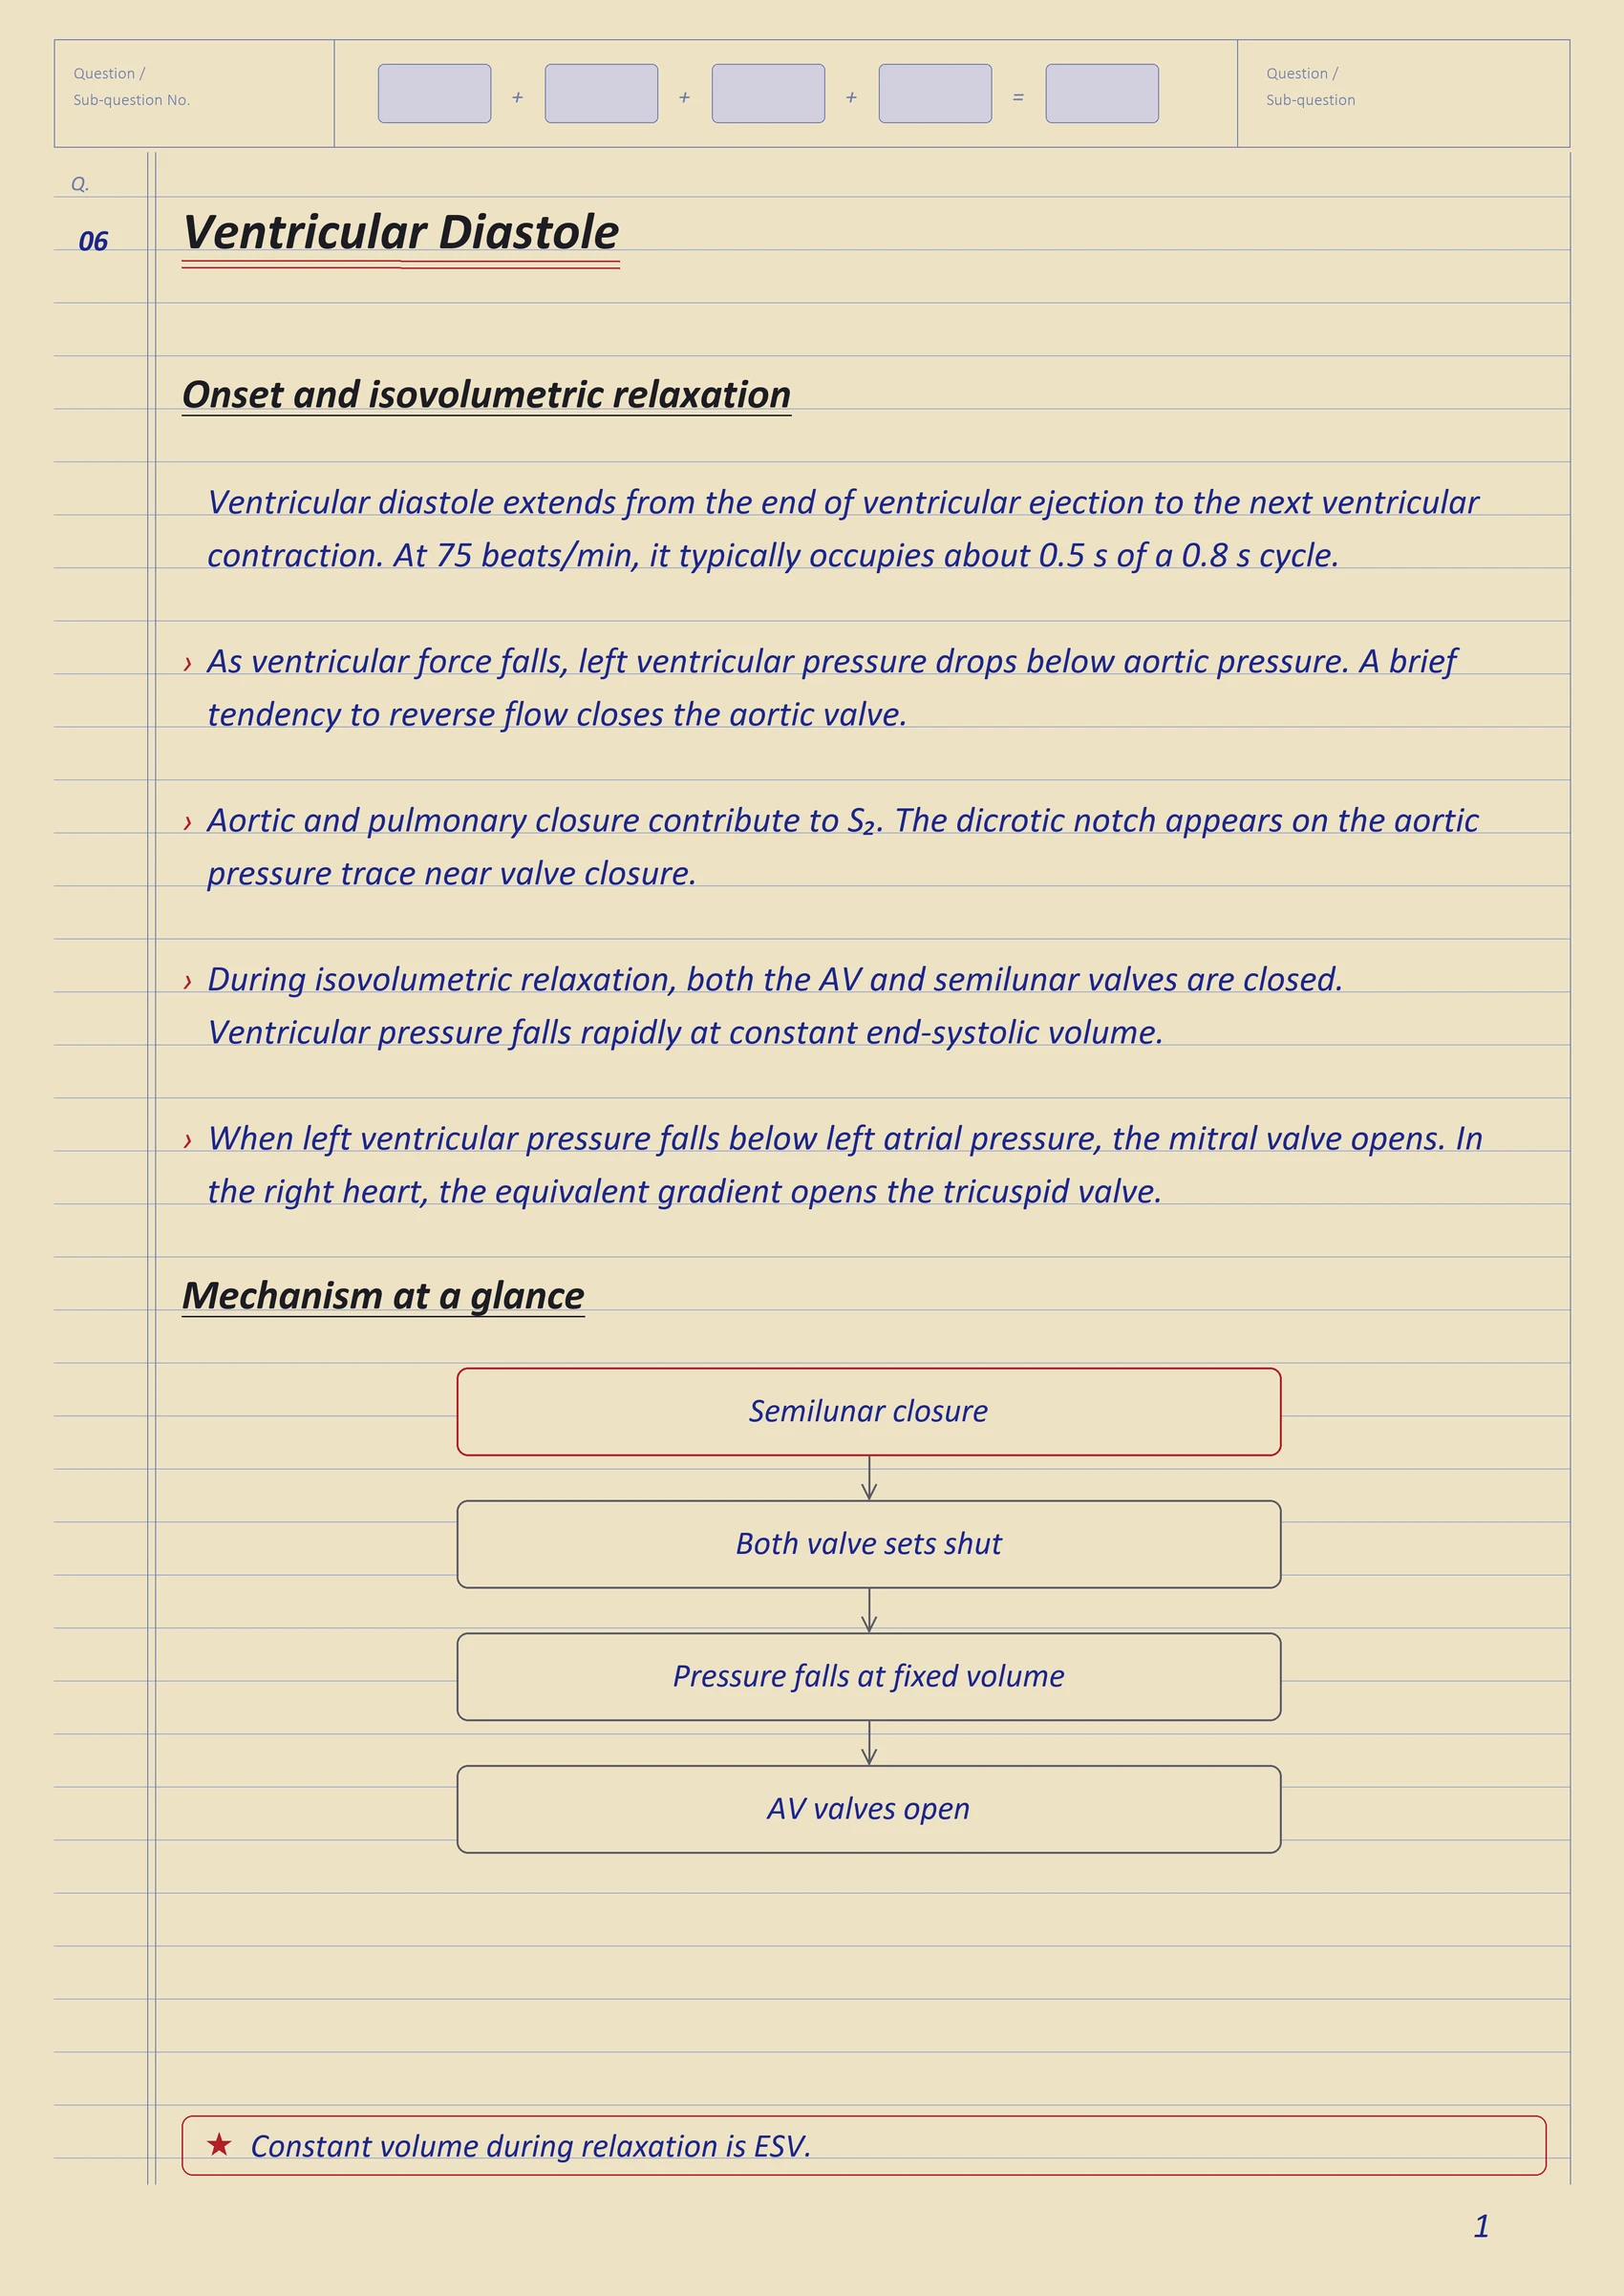 Question /
Sub-question No.
+ + + =
Question /
Sub-question
Q.
06
Ventricular Diastole
Onset and isovolumetric relaxation
Ventricular diastole extends from the end of ventricular ejection to the next ventricular
contraction. At 75 beats/min, it typically occupies about 0.5 s of a 0.8 s cycle.
› As ventricular force falls, left ventricular pressure drops below aortic pressure. A brief
tendency to reverse flow closes the aortic valve.
› Aortic and pulmonary closure contribute to S₂. The dicrotic notch appears on the aortic
pressure trace near valve closure.
› During isovolumetric relaxation, both the AV and semilunar valves are closed.
Ventricular pressure falls rapidly at constant end-systolic volume.
› When left ventricular pressure falls below left atrial pressure, the mitral valve opens. In
the right heart, the equivalent gradient opens the tricuspid valve.
Mechanism at a glance
Semilunar closure
Both valve sets shut
Pressure falls at fixed volume
AV valves open
★ Constant volume during relaxation is ESV.
1